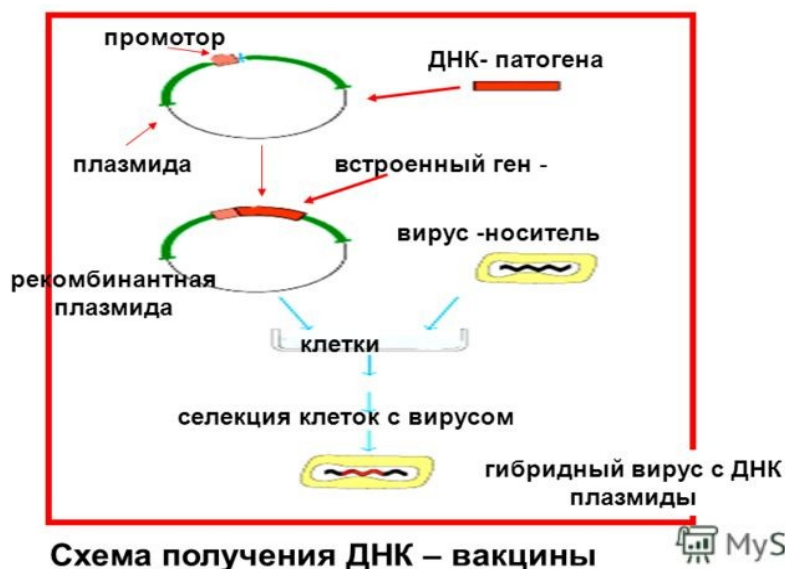 промотор
ДНК- патогена
плазмида
встроенный ген -
вирус -носитель
рекомбинантная
плазмида
клетки
селекция клеток с вирусом
гибридный вирус с ДНК
плазмиды
Схема получения ДНК – вакцины
MyS